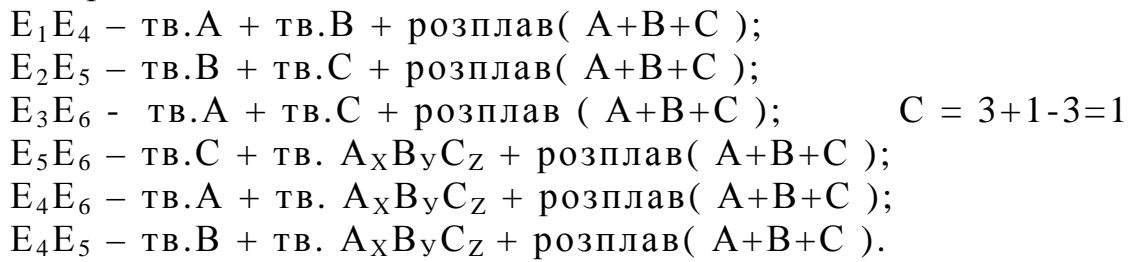 E₁E₄ – тв.A + тв.B + розплав( A+B+C );
E₂E₅ – тв.B + тв.C + розплав( A+B+C );
E₃E₆ - тв.A + тв.C + розплав ( A+B+C ); C = 3+1-3=1
E₅E₆ – тв.C + тв. AₓBᵧC_Z + розплав( A+B+C );
E₄E₆ – тв.A + тв. AₓBᵧC_Z + розплав( A+B+C );
E₄E₅ – тв.B + тв. AₓBᵧC_Z + розплав( A+B+C ).